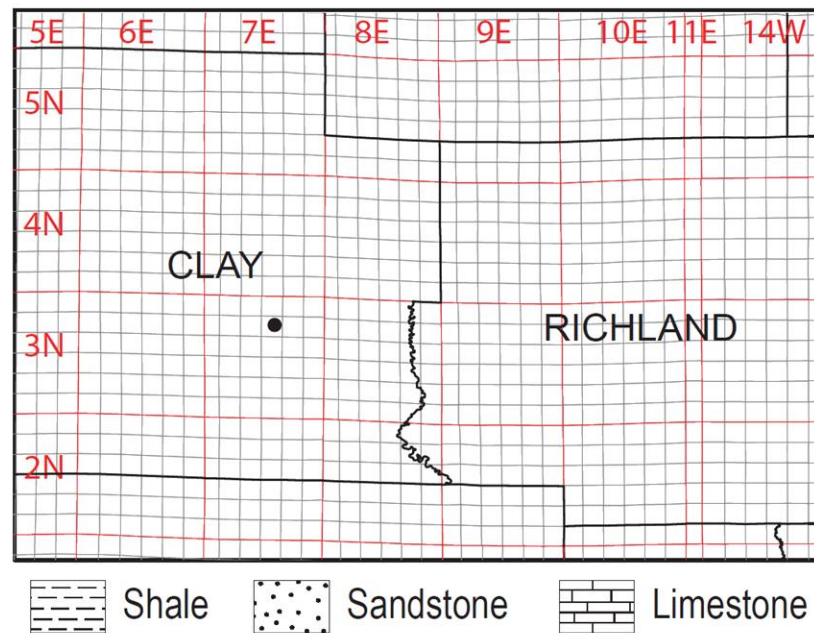 5E 6E 7E 8E 9E 10E 11E 14W
5N
4N
CLAY
RICHLAND
3N
2N
Shale Sandstone Limestone